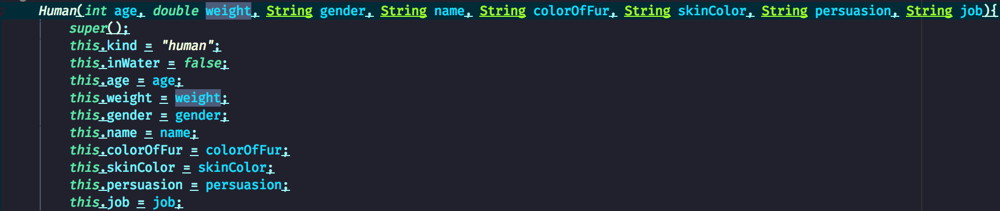 Human(int age, double weight, String gender, String name, String colorOfFur, String skinColor, String persuasion, String job){
super();
this.kind = "human";
this.inWater = false;
this.age = age;
this.weight = weight;
this.gender = gender;
this.name = name;
this.colorOfFur = colorOfFur;
this.skinColor = skinColor;
this.persuasion = persuasion;
this.job = job;